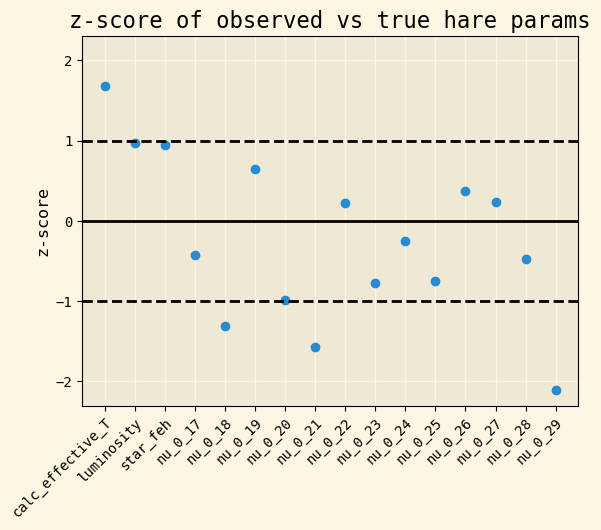 z-score of observed vs true hare params
z-score
2
1
0
−1
−2
calc_effective_T
luminosity
star_feh
nu_0_17
nu_0_18
nu_0_19
nu_0_20
nu_0_21
nu_0_22
nu_0_23
nu_0_24
nu_0_25
nu_0_26
nu_0_27
nu_0_28
nu_0_29